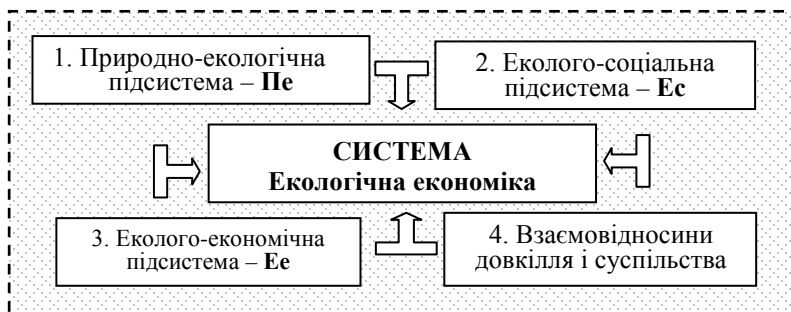 1. Природно-екологічна
підсистема – Пе
2. Еколого-соціальна
підсистема – Ес
СИСТЕМА
Екологічна економіка
3. Еколого-економічна
підсистема – Ее
4. Взаємовідносини
довкілля і суспільства